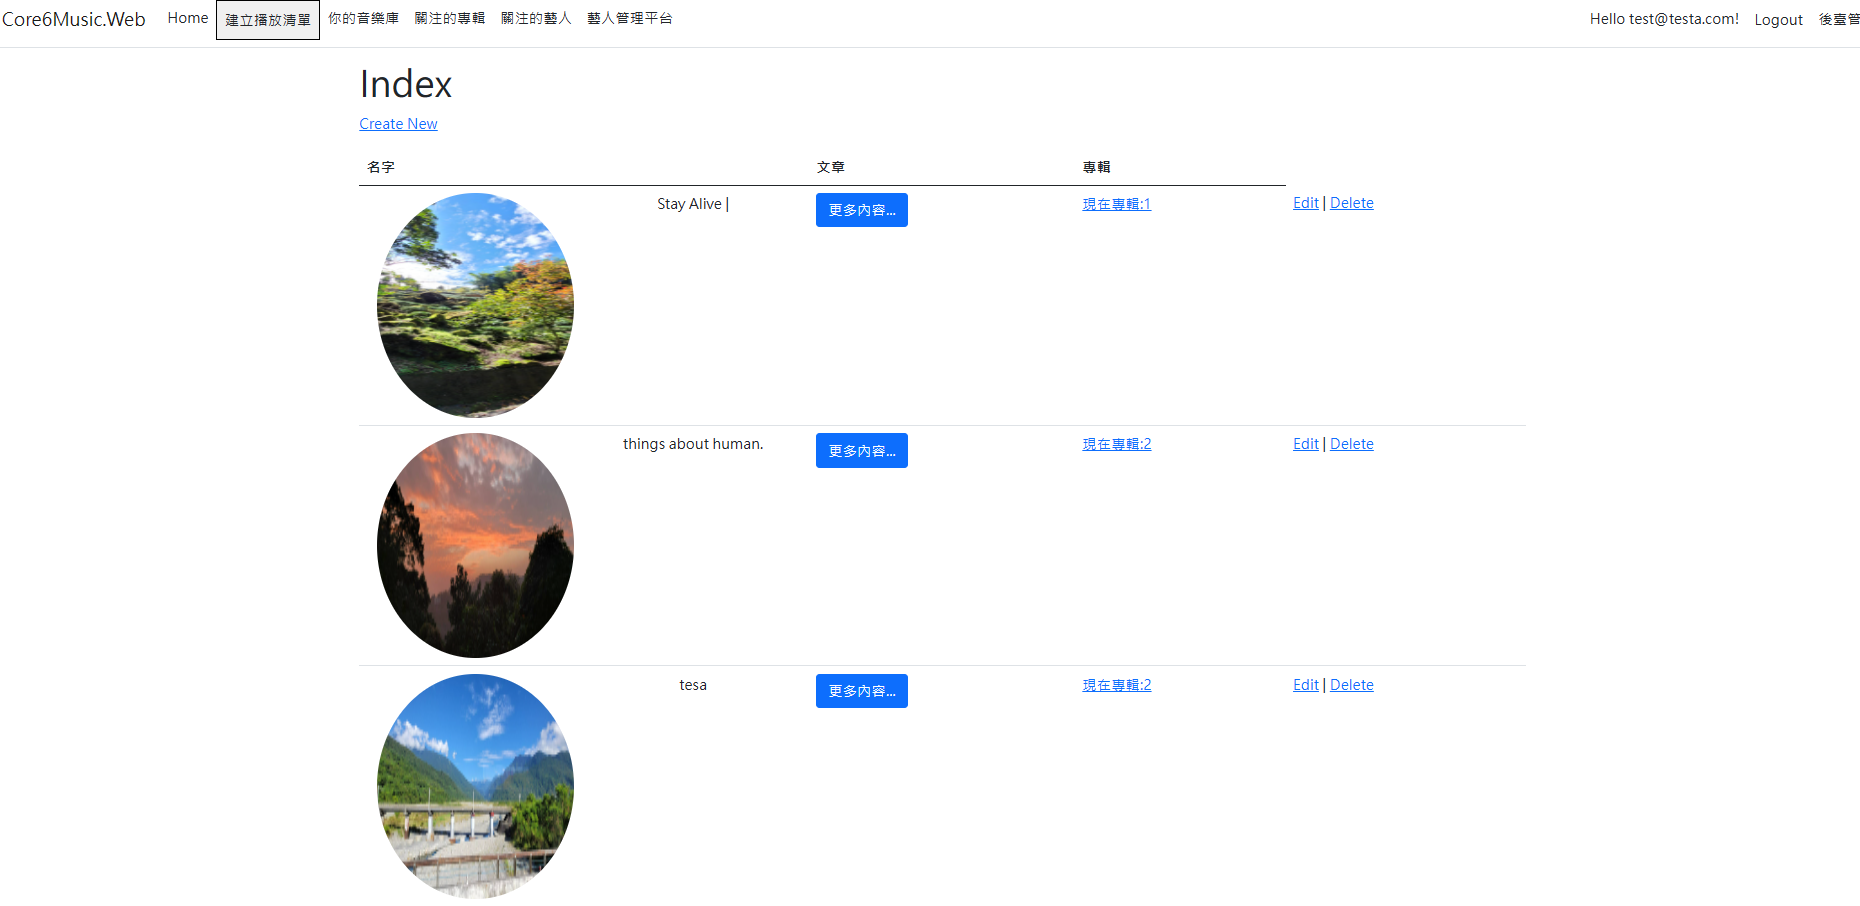 Core6Music.Web Home 建立播放清單 你的音樂庫 關注的專輯 關注的藝人 藝人管理平台 Hello test@testa.com! Logout 後臺管
Index
Create New
名字 文章 專輯
Stay Alive | 更多內容... 現在專輯:1 Edit | Delete
things about human. 更多內容... 現在專輯:2 Edit | Delete
tesa 更多內容... 現在專輯:2 Edit | Delete